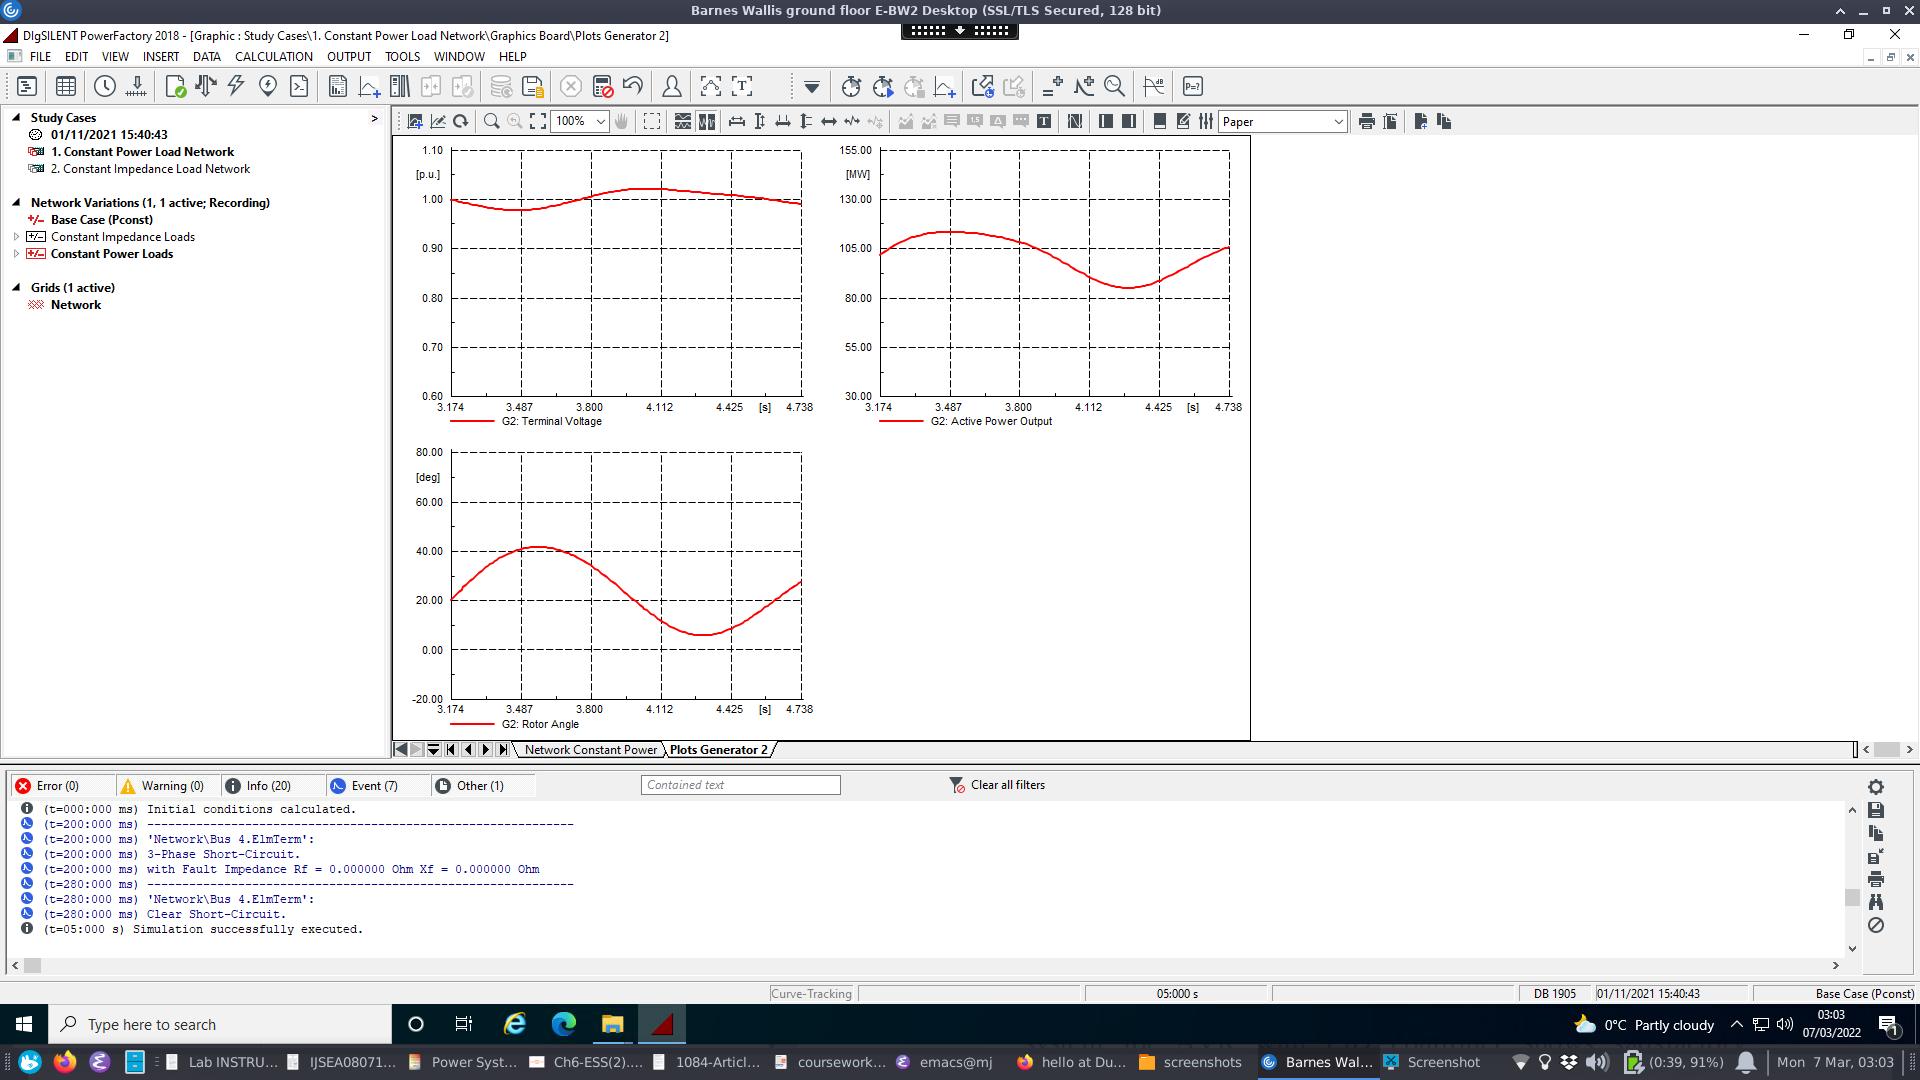 Barnes Wallis ground floor E-BW2 Desktop (SSL/TLS Secured, 128 bit)
DIgSILENT PowerFactory 2018 - [Graphic : Study Cases\1. Constant Power Load Network\Graphics Board\Plots Generator 2]
FILE EDIT VIEW INSERT DATA CALCULATION OUTPUT TOOLS WINDOW HELP
Study Cases
01/11/2021 15:40:43
1. Constant Power Load Network
2. Constant Impedance Load Network
Network Variations (1, 1 active; Recording)
Base Case (Pconst)
Constant Impedance Loads
Constant Power Loads
Grids (1 active)
Network
100%
Paper
1.10
[p.u.]
1.00
0.90
0.80
0.70
0.60
3.174 3.487 3.800 4.112 4.425 [s] 4.738
G2: Terminal Voltage
155.00
[MW]
130.00
105.00
80.00
55.00
30.00
3.174 3.487 3.800 4.112 4.425 [s] 4.738
G2: Active Power Output
80.00
[deg]
60.00
40.00
20.00
0.00
-20.00
3.174 3.487 3.800 4.112 4.425 [s] 4.738
G2: Rotor Angle
Network Constant Power Plots Generator 2
Error (0) Warning (0) Info (20) Event (7) Other (1) Contained text Clear all filters
(t=000:000 ms) Initial conditions calculated.
(t=200:000 ms) -------------------------------------------------------------
(t=200:000 ms) 'Network\Bus 4.ElmTerm':
(t=200:000 ms) 3-Phase Short-Circuit.
(t=200:000 ms) with Fault Impedance Rf = 0.000000 Ohm Xf = 0.000000 Ohm
(t=280:000 ms) -------------------------------------------------------------
(t=280:000 ms) 'Network\Bus 4.ElmTerm':
(t=280:000 ms) Clear Short-Circuit.
(t=05:000 s) Simulation successfully executed.
Curve-Tracking 05:000 s DB 1905 01/11/2021 15:40:43 Base Case (Pconst)
Type here to search
0°C Partly cloudy
03:03
07/03/2022
1
Lab INSTRU... IJSEA08071... Power Syst... Ch6-ESS(2).... 1084-Articl... coursework... emacs@mj hello at Du... screenshots Barnes Wal... Screenshot (0:39, 91%) Mon 7 Mar, 03:03